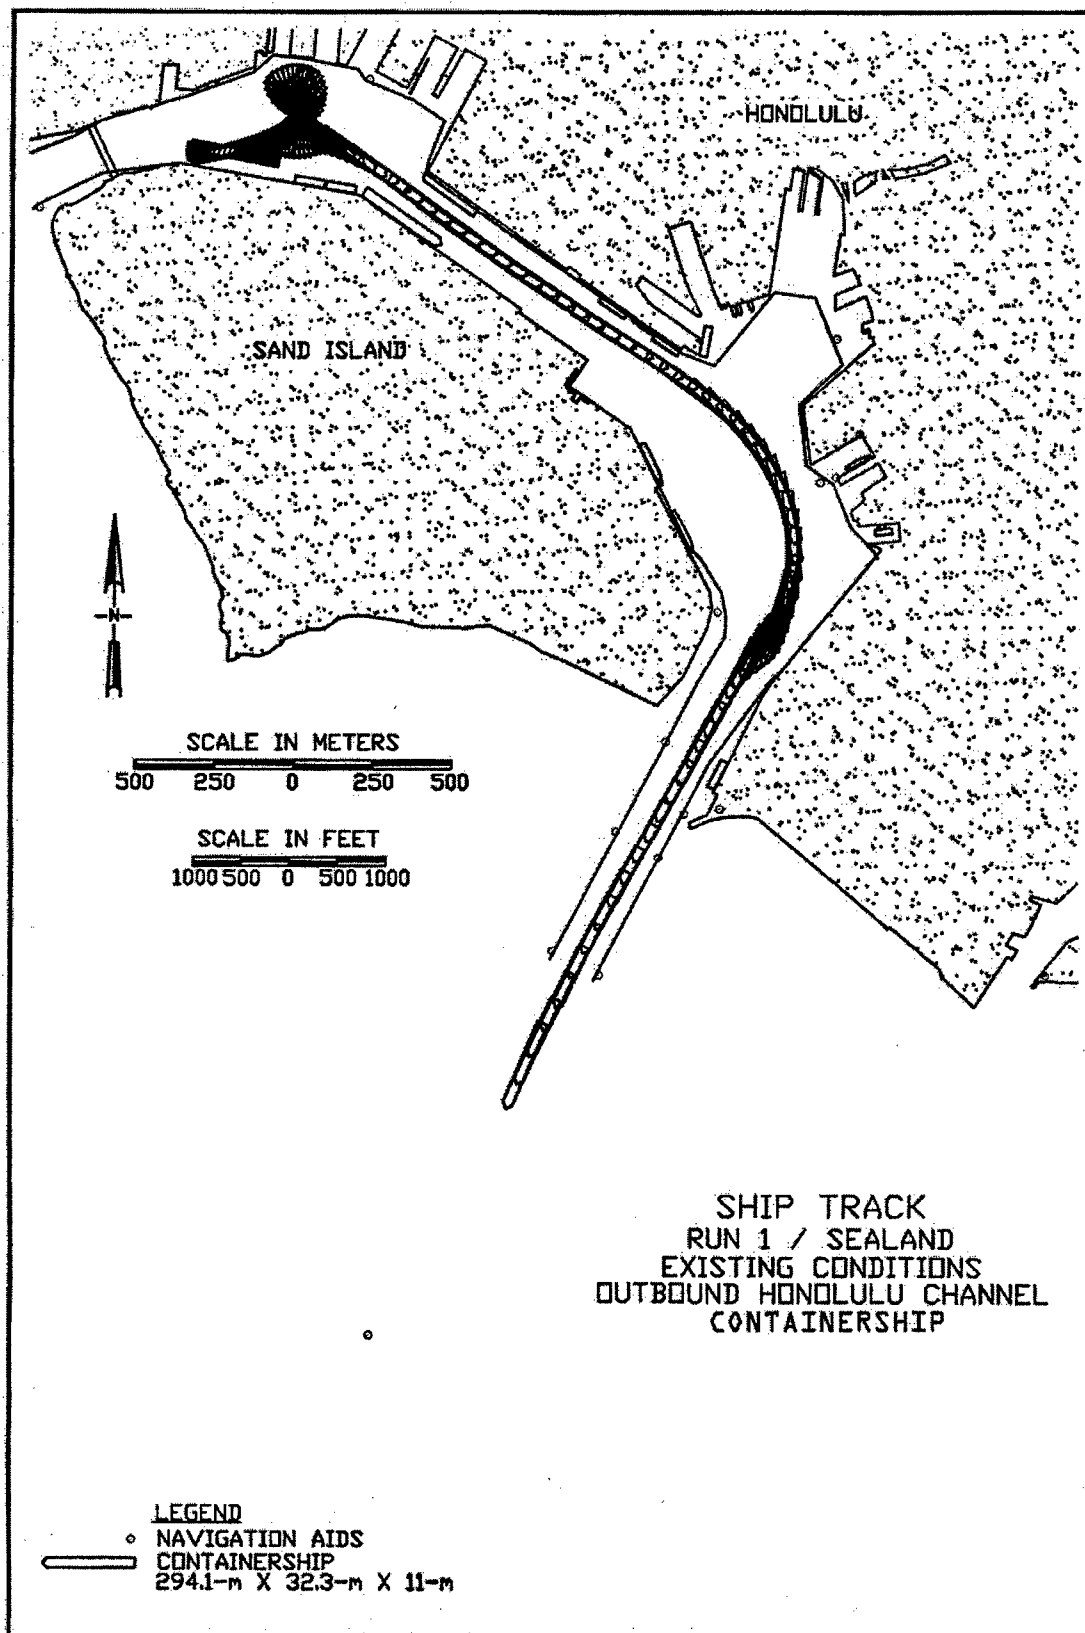 HONOLULU
SAND ISLAND
N
SCALE IN METERS
500 250 0 250 500
SCALE IN FEET
1000 500 0 500 1000
SHIP TRACK
RUN 1 / SEALAND
EXISTING CONDITIONS
OUTBOUND HONOLULU CHANNEL
CONTAINERSHIP
LEGEND
NAVIGATION AIDS
CONTAINERSHIP
294.1-m X 32.3-m X 11-m